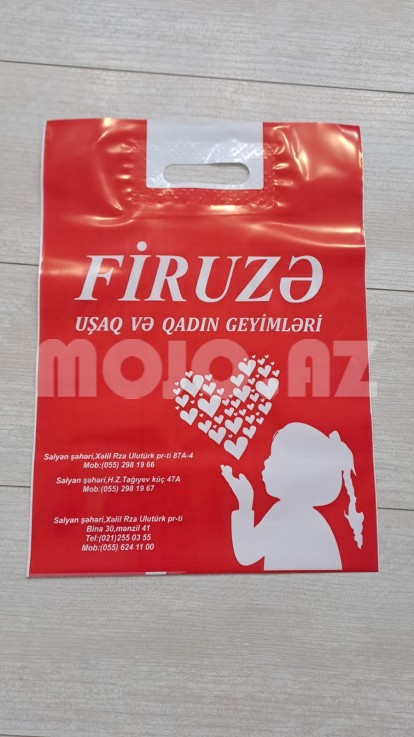 FİRUZƏ
UŞAQ VƏ QADIN GEYİMLƏRİ
MOJO.AZ
Salyan şəhəri,Xəlil Rza Ulutürk pr-ti 87A-4
Mob:(055) 298 19 66
Salyan şəhəri,H.Z.Tağıyev küç 47A
Mob:(055) 298 19 67
Salyan şəhəri,Xəlil Rza Ulutürk pr-ti
Bina 30,mənzil 41
Tel:(021)255 03 55
Mob:(055) 624 11 00